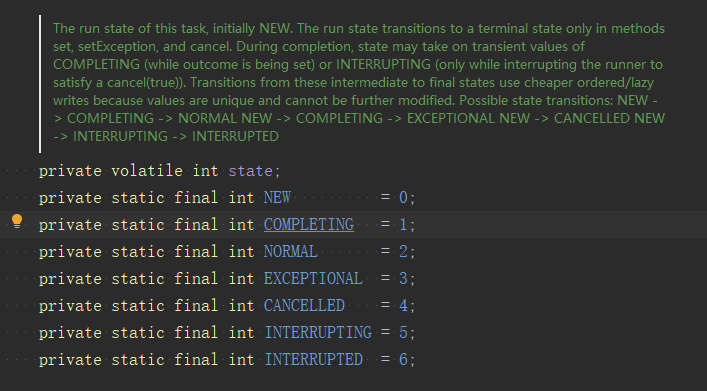 The run state of this task, initially NEW. The run state transitions to a terminal state only in methods
set, setException, and cancel. During completion, state may take on transient values of
COMPLETING (while outcome is being set) or INTERRUPTING (only while interrupting the runner to
satisfy a cancel(true)). Transitions from these intermediate to final states use cheaper ordered/lazy
writes because values are unique and cannot be further modified. Possible state transitions: NEW -
> COMPLETING -> NORMAL NEW -> COMPLETING -> EXCEPTIONAL NEW -> CANCELLED NEW
-> INTERRUPTING -> INTERRUPTED
private volatile int state;
private static final int NEW          = 0;
private static final int COMPLETING   = 1;
private static final int NORMAL       = 2;
private static final int EXCEPTIONAL  = 3;
private static final int CANCELLED    = 4;
private static final int INTERRUPTING = 5;
private static final int INTERRUPTED  = 6;